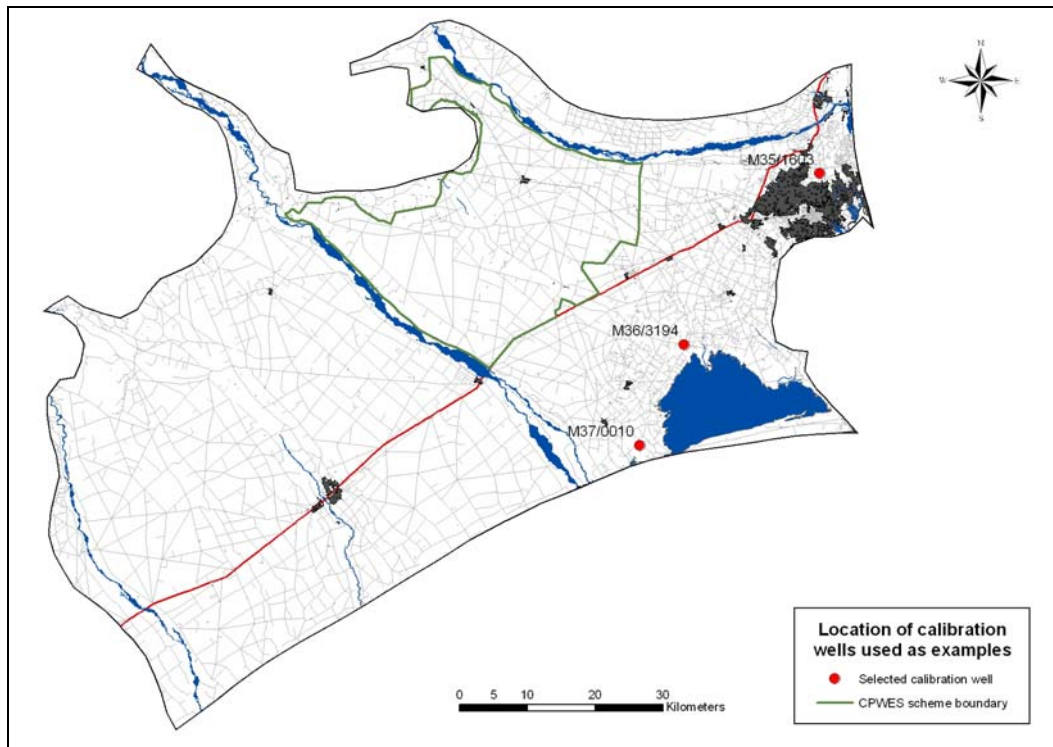 N
W
E
S
M35/1603
M36/3194
M37/0010
Location of calibration
wells used as examples
Selected calibration well
CPWES scheme boundary
0 5 10 20 30
Kilometers